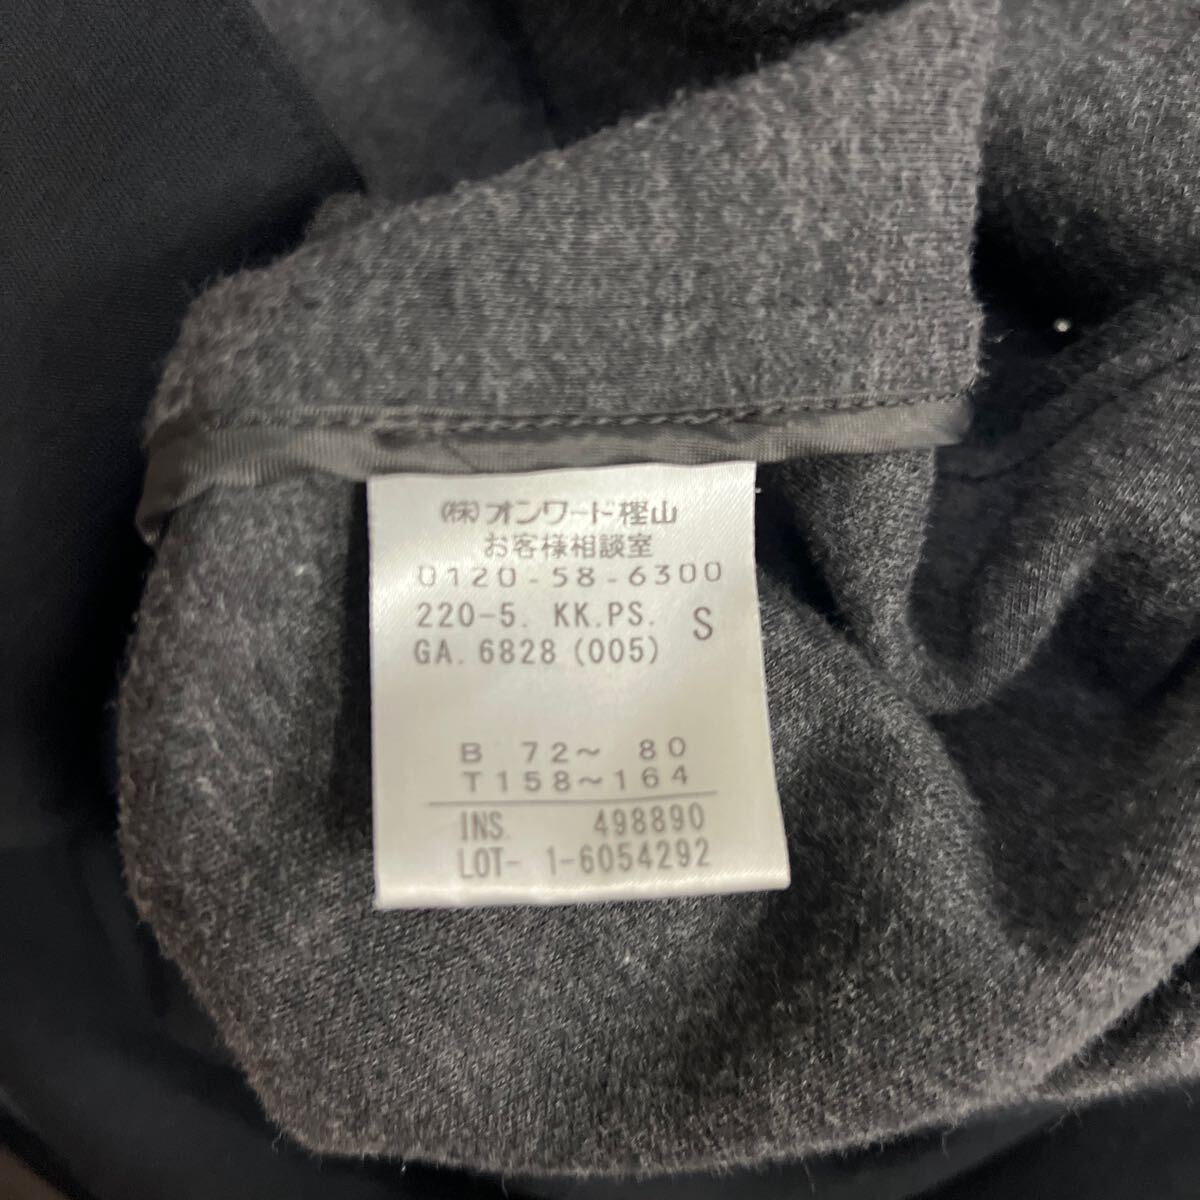 ㈱オンワード樫山
お客様相談室
0120-58-6300
220-5. KK.PS. S
GA. 6828 (005)
B 72～ 80
T158～164
INS. 498890
LOT- 1-6054292